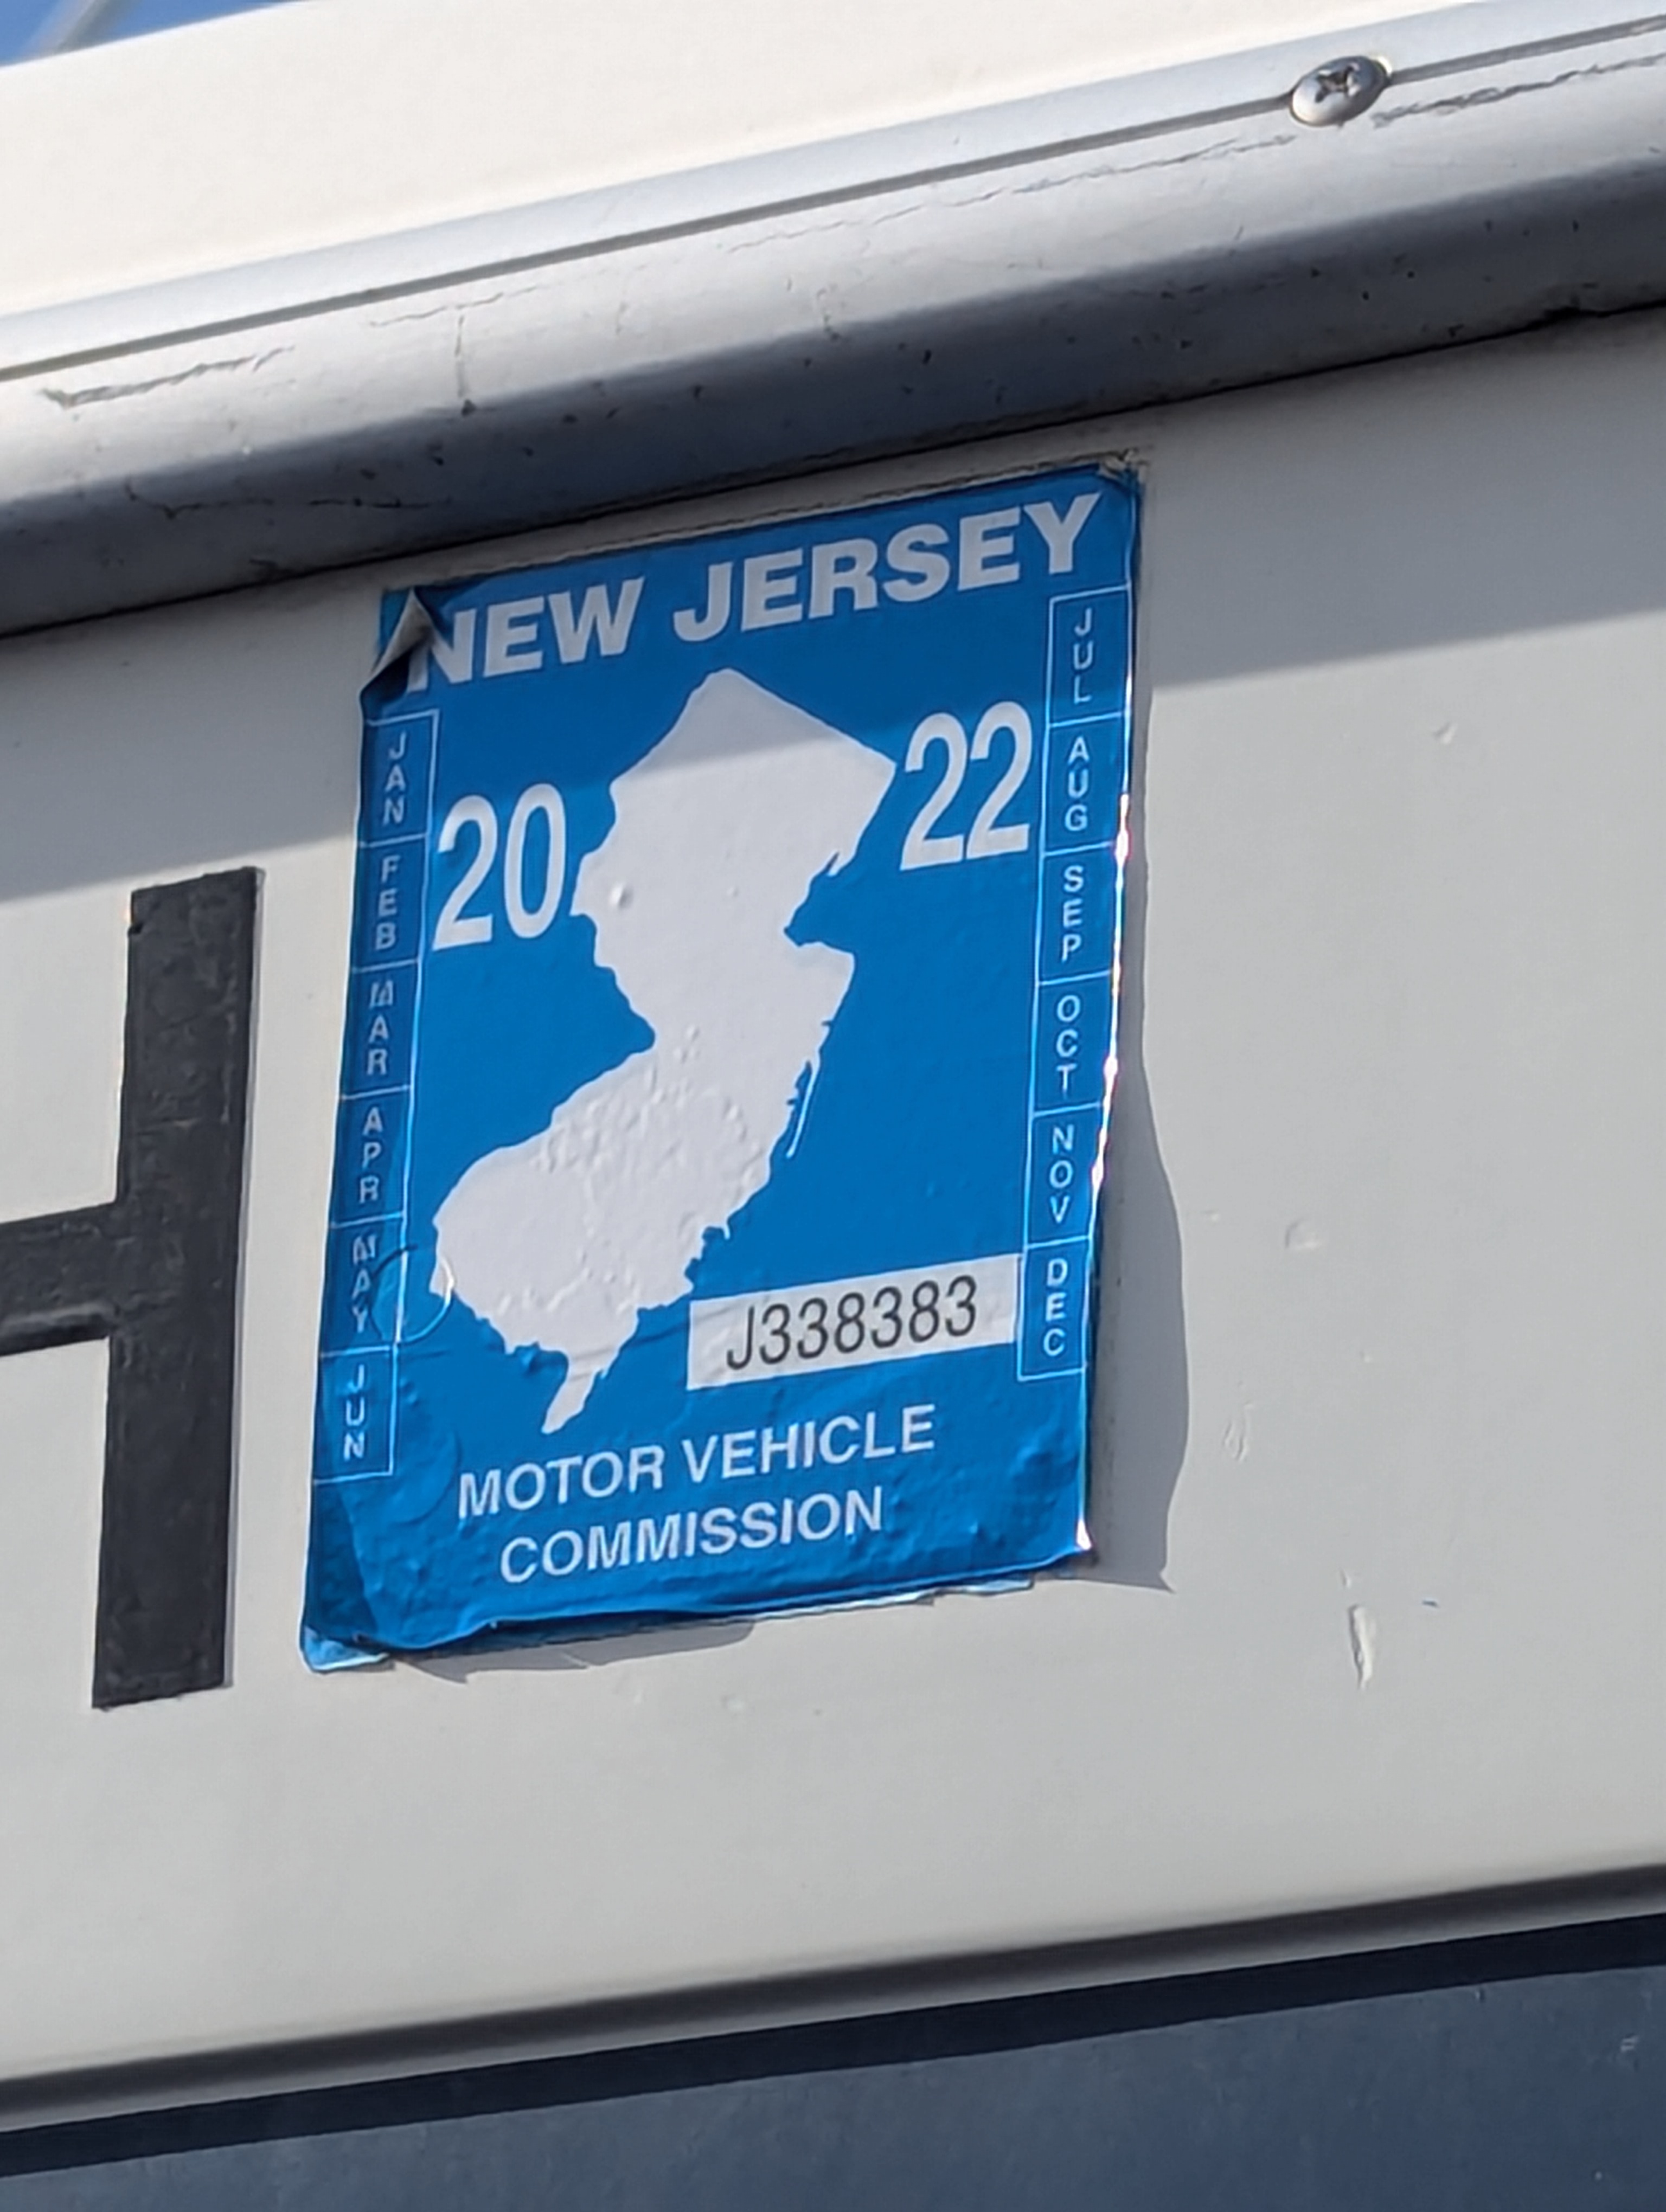 NEW JERSEY
20 22
JAN
FEB
MAR
APR
MAY
JUN
JUL
AUG
SEP
OCT
NOV
DEC
J338383
MOTOR VEHICLE
COMMISSION
H